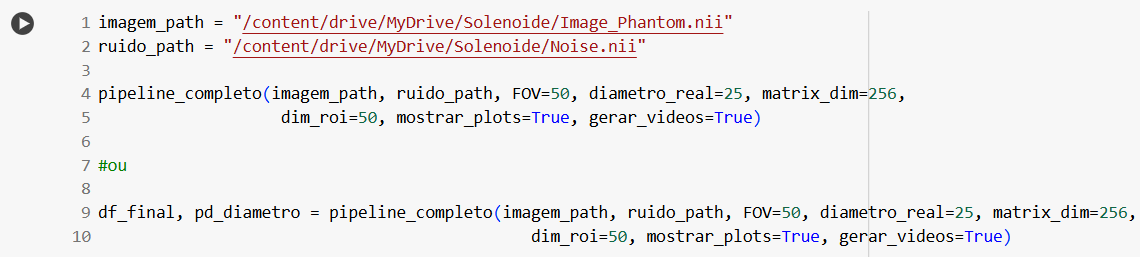 1 imagem_path = "/content/drive/MyDrive/Solenoide/Image_Phantom.nii"
2 ruido_path = "/content/drive/MyDrive/Solenoide/Noise.nii"
3
4 pipeline_completo(imagem_path, ruido_path, FOV=50, diametro_real=25, matrix_dim=256,
5                   dim_roi=50, mostrar_plots=True, gerar_videos=True)
6
7 #ou
8
9 df_final, pd_diametro = pipeline_completo(imagem_path, ruido_path, FOV=50, diametro_real=25, matrix_dim=256,
10                                          dim_roi=50, mostrar_plots=True, gerar_videos=True)